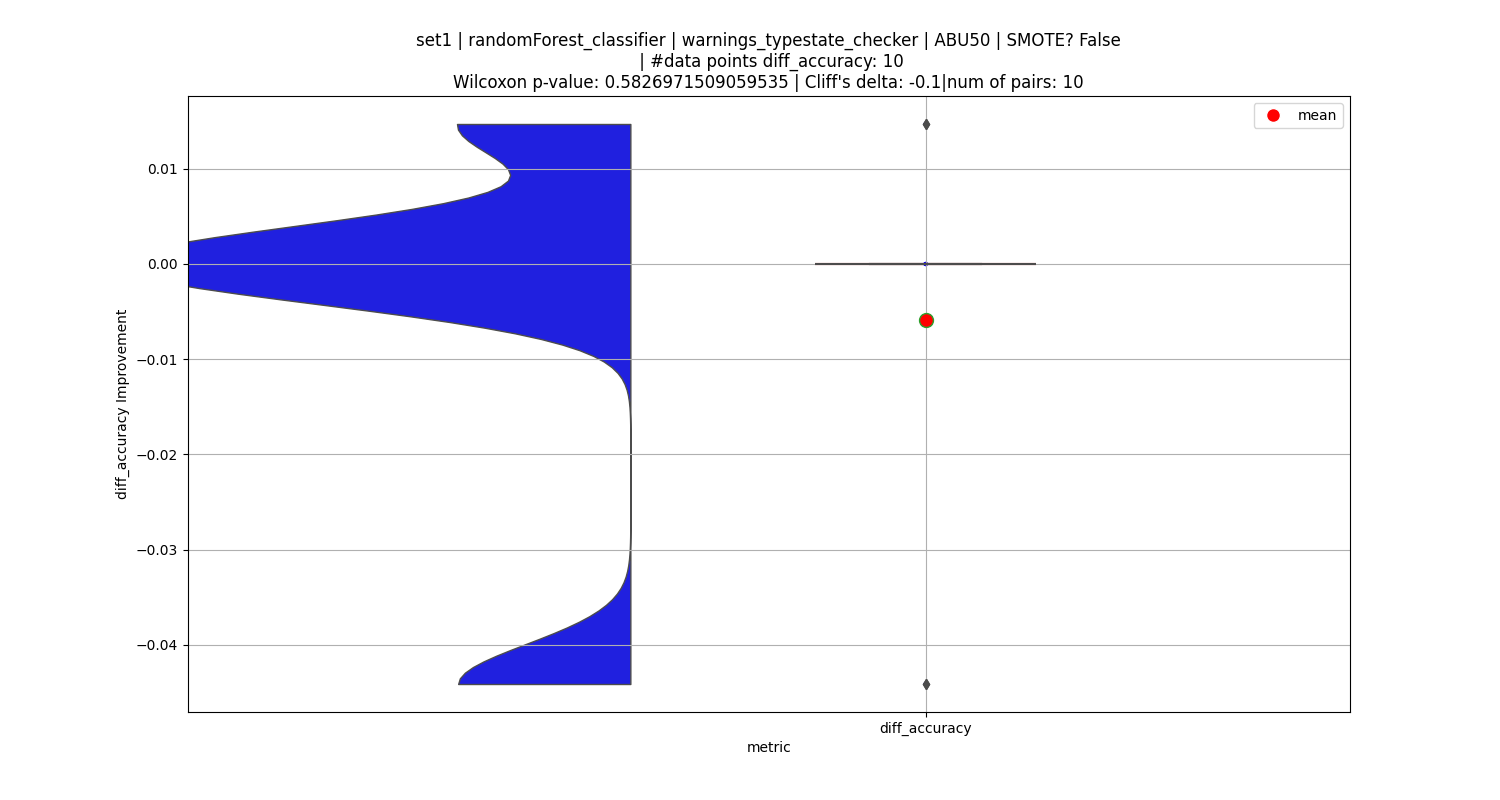 set1 | randomForest_classifier | warnings_typestate_checker | ABU50 | SMOTE? False
| #data points diff_accuracy: 10
Wilcoxon p-value: 0.5826971509059535 | Cliff's delta: -0.1|num of pairs: 10
mean
0.01
0.00
−0.01
−0.02
−0.03
−0.04
diff_accuracy Improvement
diff_accuracy
metric